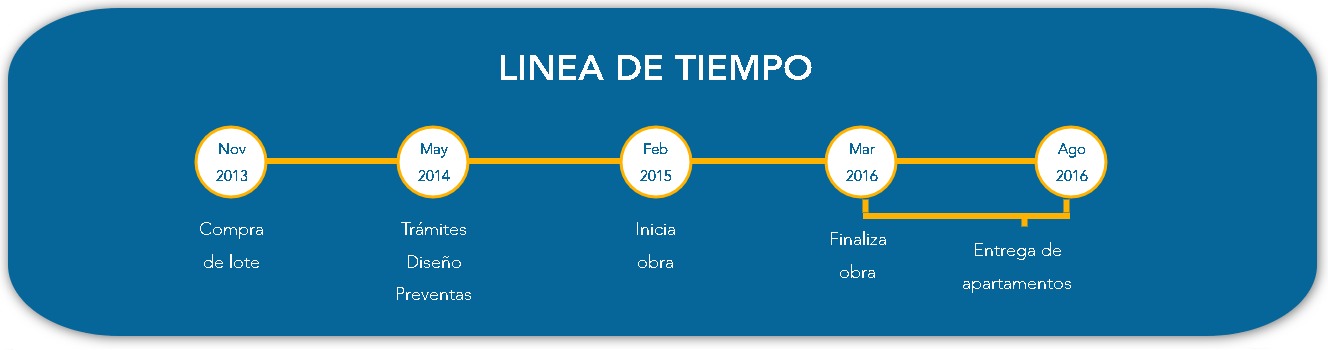 LINEA DE TIEMPO
Nov
2013
May
2014
Feb
2015
Mar
2016
Ago
2016
Compra
de lote
Trámites
Diseño
Preventas
Inicia
obra
Finaliza
obra
Entrega de
apartamentos